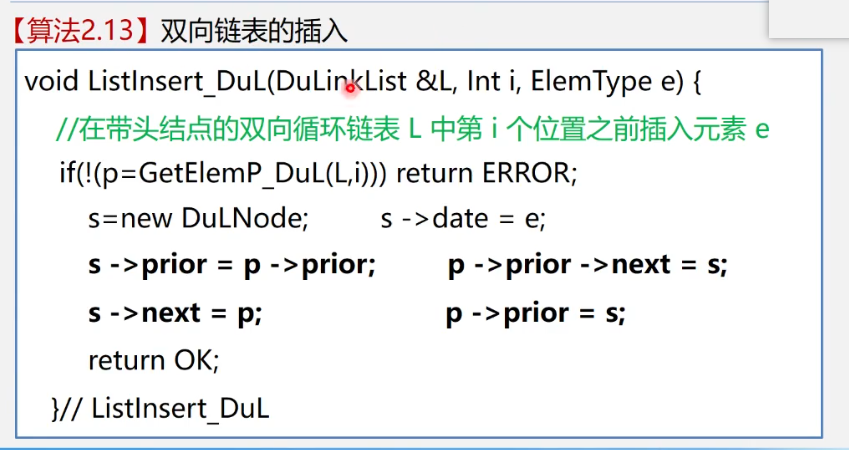 【算法2.13】双向链表的插入
void ListInsert_DuL(DuLinkList &L, Int i, ElemType e) {
//在带头结点的双向循环链表 L 中第 i 个位置之前插入元素 e
if(!(p=GetElemP_DuL(L,i))) return ERROR;
s=new DuLNode; s ->date = e;
s ->prior = p ->prior; p ->prior ->next = s;
s ->next = p; p ->prior = s;
return OK;
}// ListInsert_DuL